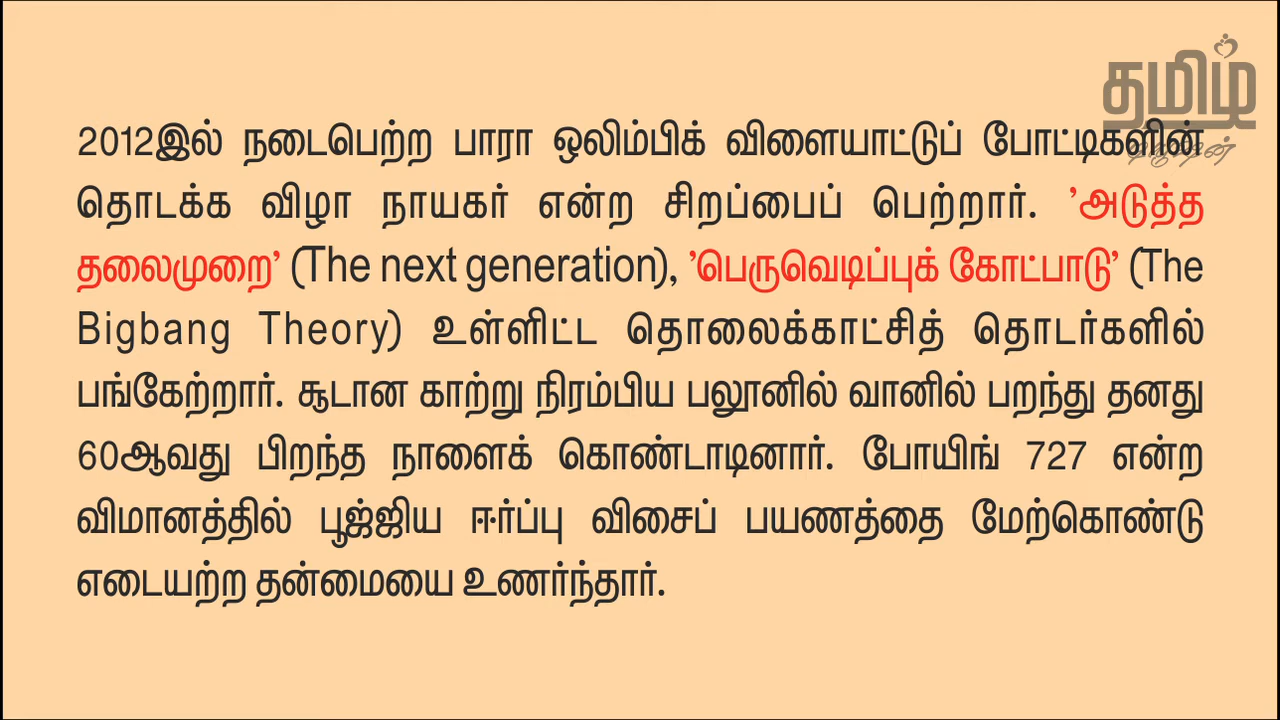 தமிழ்
2012இல் நடைபெற்ற பாரா ஒலிம்பிக் விளையாட்டுப் போட்டிகளின்
தொடக்க விழா நாயகர் என்ற சிறப்பைப் பெற்றார். ’அடுத்த
தலைமுறை’ (The next generation), ’பெருவெடிப்புக் கோட்பாடு’ (The
Bigbang Theory) உள்ளிட்ட தொலைக்காட்சித் தொடர்களில்
பங்கேற்றார். சூடான காற்று நிரம்பிய பலூனில் வானில் பறந்து தனது
60ஆவது பிறந்த நாளைக் கொண்டாடினார். போயிங் 727 என்ற
விமானத்தில் பூஜ்ஜிய ஈர்ப்பு விசைப் பயணத்தை மேற்கொண்டு
எடையற்ற தன்மையை உணர்ந்தார்.